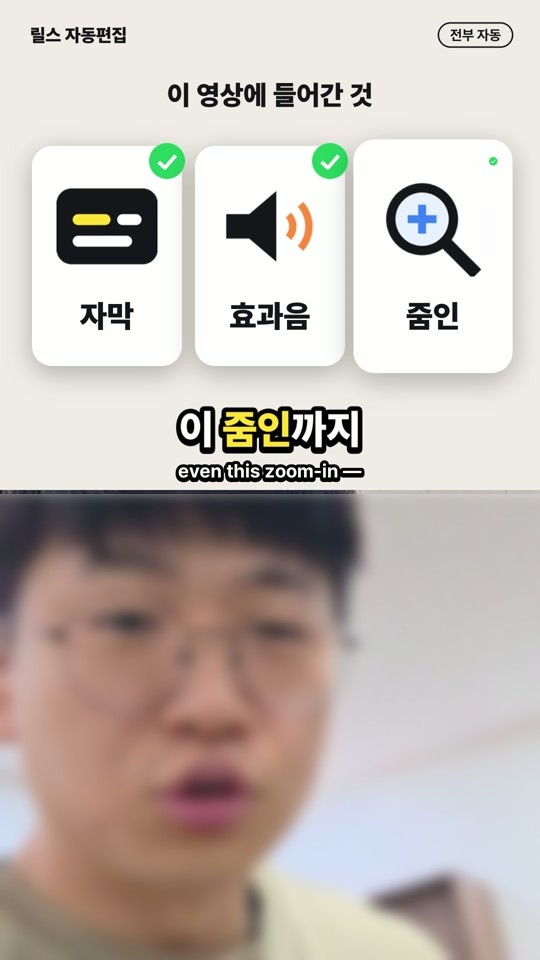 릴스 자동편집
전부 자동
이 영상에 들어간 것
자막
효과음
줌인
이 줌인까지
even this zoom-in —